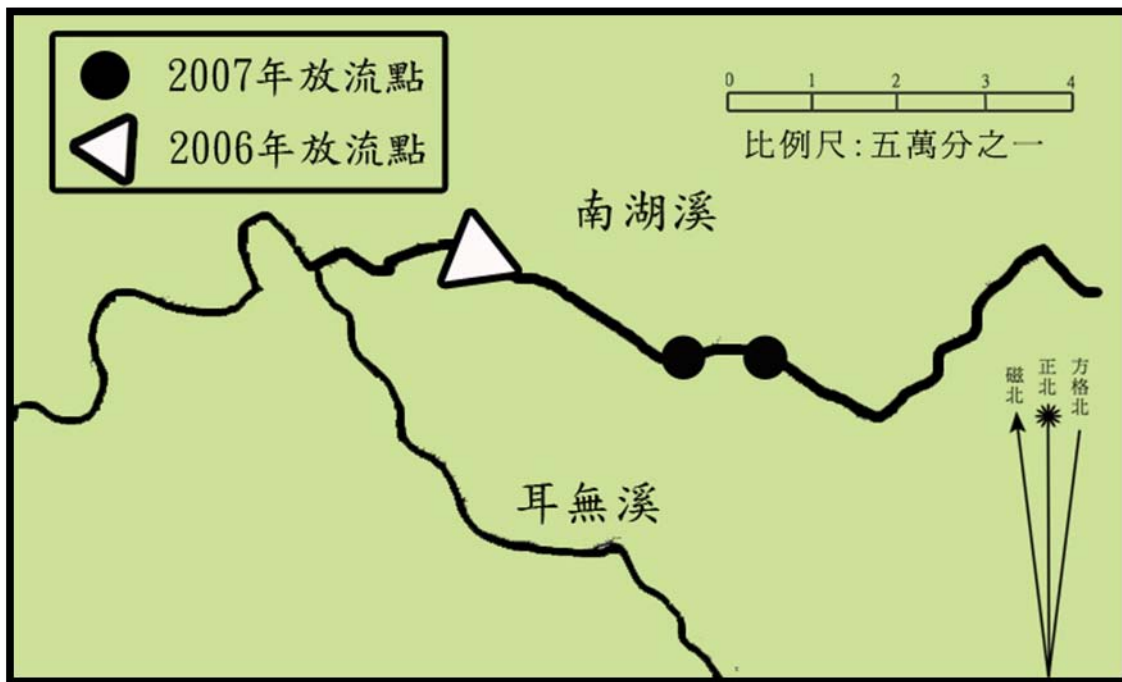 2007年放流點
2006年放流點
0 1 2 3 4
比例尺:五萬分之一
南湖溪
耳無溪
磁北
正北
方格北